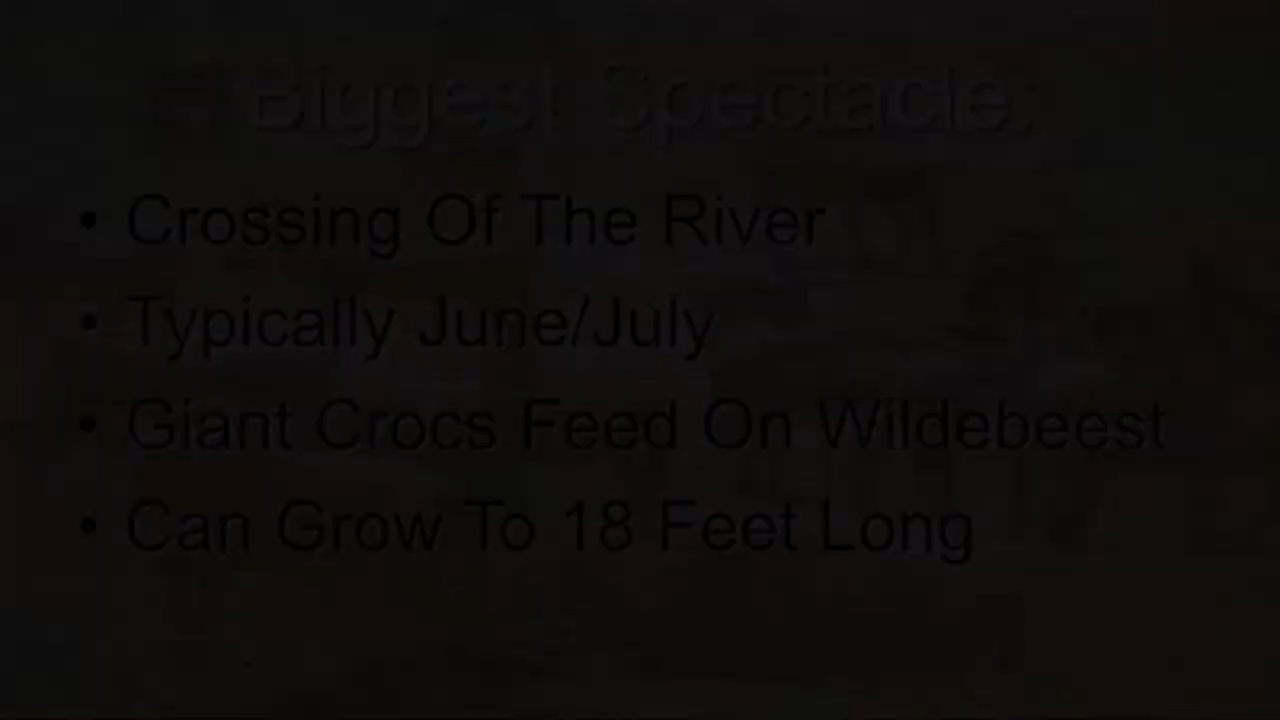 Biggest Spectacle:
• Crossing Of The River
• Typically June/July
• Giant Crocs Feed On Wildebeest
• Can Grow To 18 Feet Long